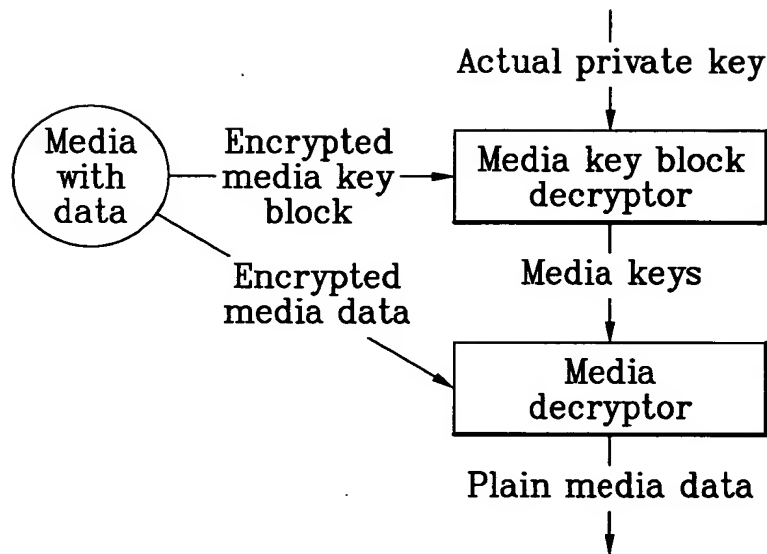 Actual private key
Media
with
data
Encrypted
media key
block
Media key block
decryptor
Encrypted
media data
Media keys
Media
decryptor
Plain media data